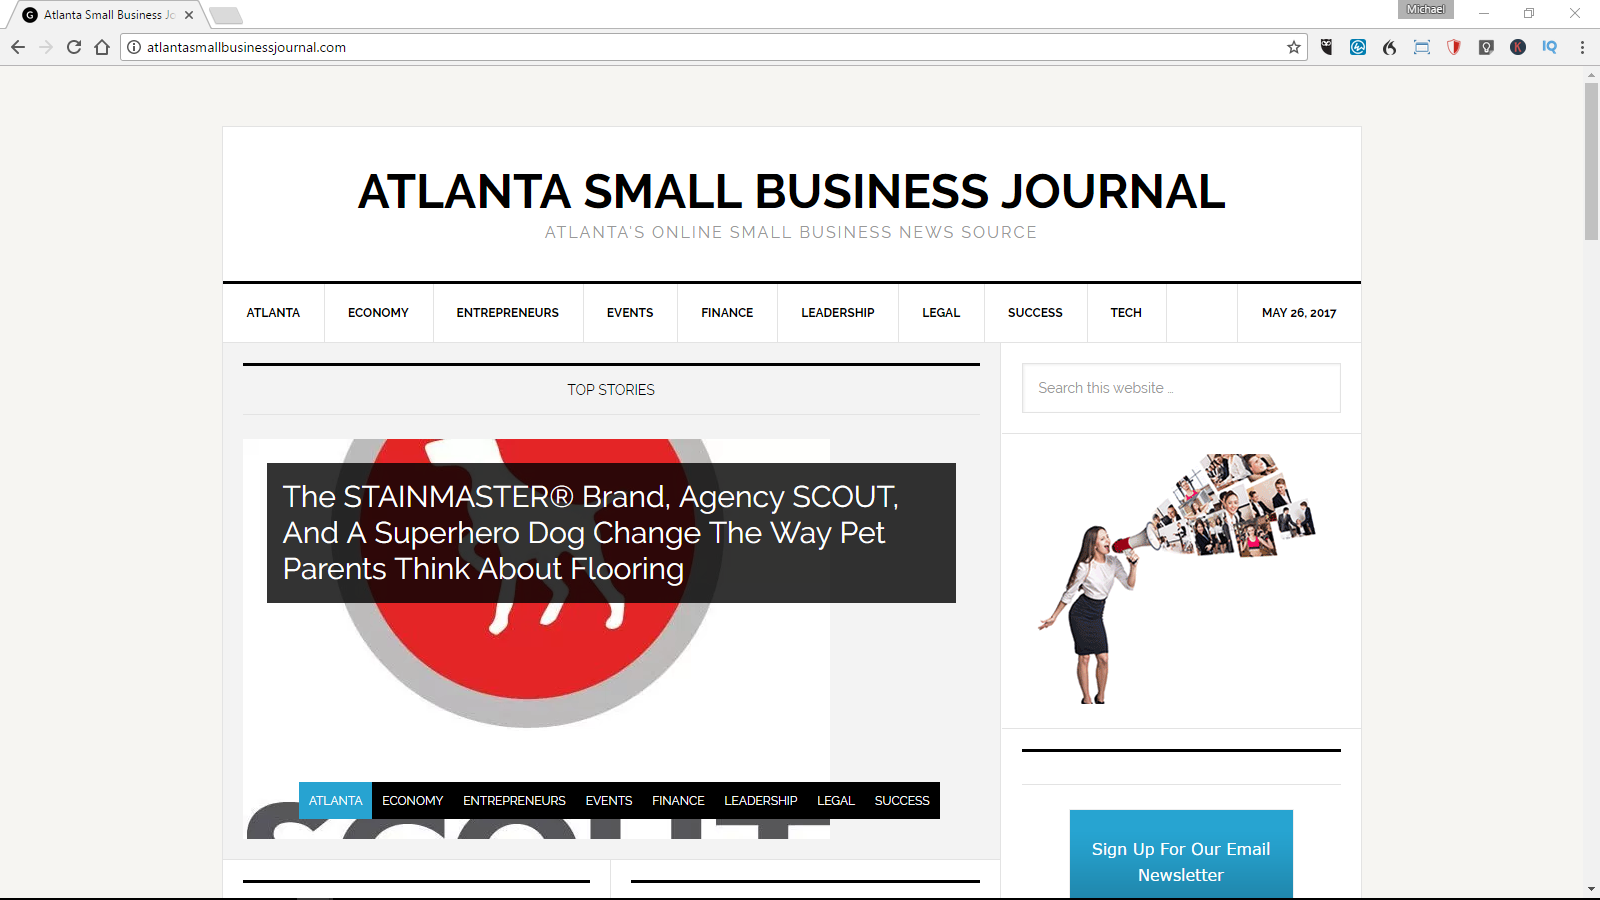 Atlanta Small Business Jo
Michael
atlantasmallbusinessjournal.com
IQ
ATLANTA SMALL BUSINESS JOURNAL
ATLANTA'S ONLINE SMALL BUSINESS NEWS SOURCE
ATLANTA ECONOMY ENTREPRENEURS EVENTS FINANCE LEADERSHIP LEGAL SUCCESS TECH MAY 26, 2017
TOP STORIES
Search this website ...
The STAINMASTER® Brand, Agency SCOUT,
And A Superhero Dog Change The Way Pet
Parents Think About Flooring
ATLANTA ECONOMY ENTREPRENEURS EVENTS FINANCE LEADERSHIP LEGAL SUCCESS
SCOUT
Sign Up For Our Email
Newsletter